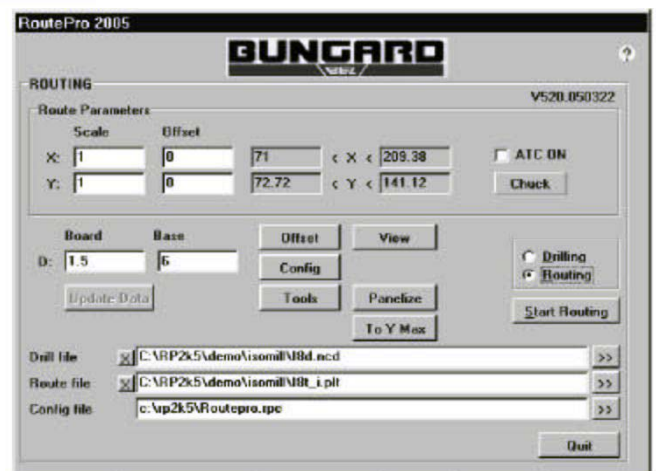 RoutePro 2005
BUNGARD
?
ROUTING
V520.050322
Route Parameters
Scale Offset
X: 1 0 71 < X < 209.38 ATC ON
Y: 1 0 72.72 < Y < 141.12 Chuck
Board Base
D: 1.5 6
Offset View
Config
Update Data Tools Panelize
To Y Max
Drilling
Routing
Start Routing
Drill file X C:\RP2k5\demo\isomill\l8d.ncd >>
Route file X C:\RP2k5\demo\isomill\l8t_i.plt >>
Config file c:\rp2k5\Routepro.rpc >>
Quit